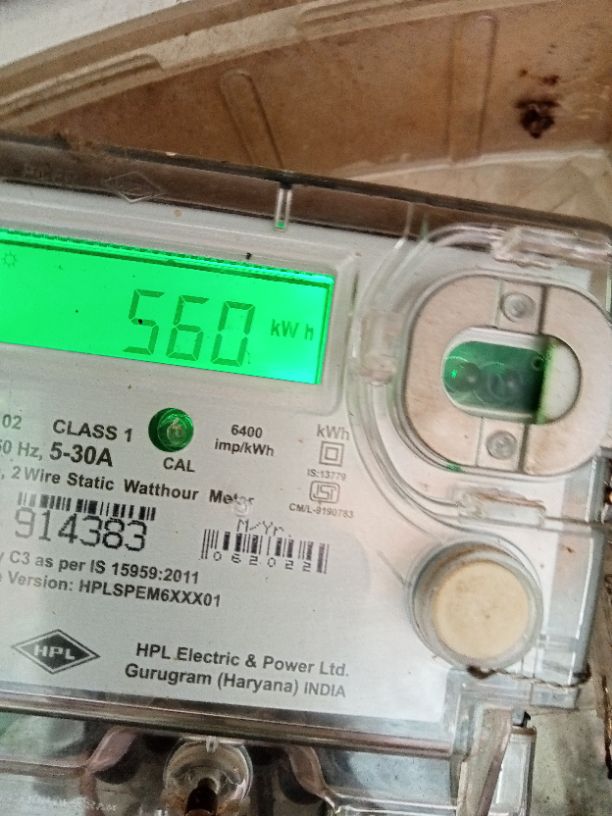 560 kWh
02 CLASS 1
50 Hz, 5-30A
CAL
6400
imp/kWh
kWh
IS:13779
CM/L-8190783
, 2 Wire Static Watthour Meter
914383
M/Yr.
062022
y C3 as per IS 15959:2011
e Version: HPLSPEM6XXX01
HPL
HPL Electric & Power Ltd.
Gurugram (Haryana) INDIA